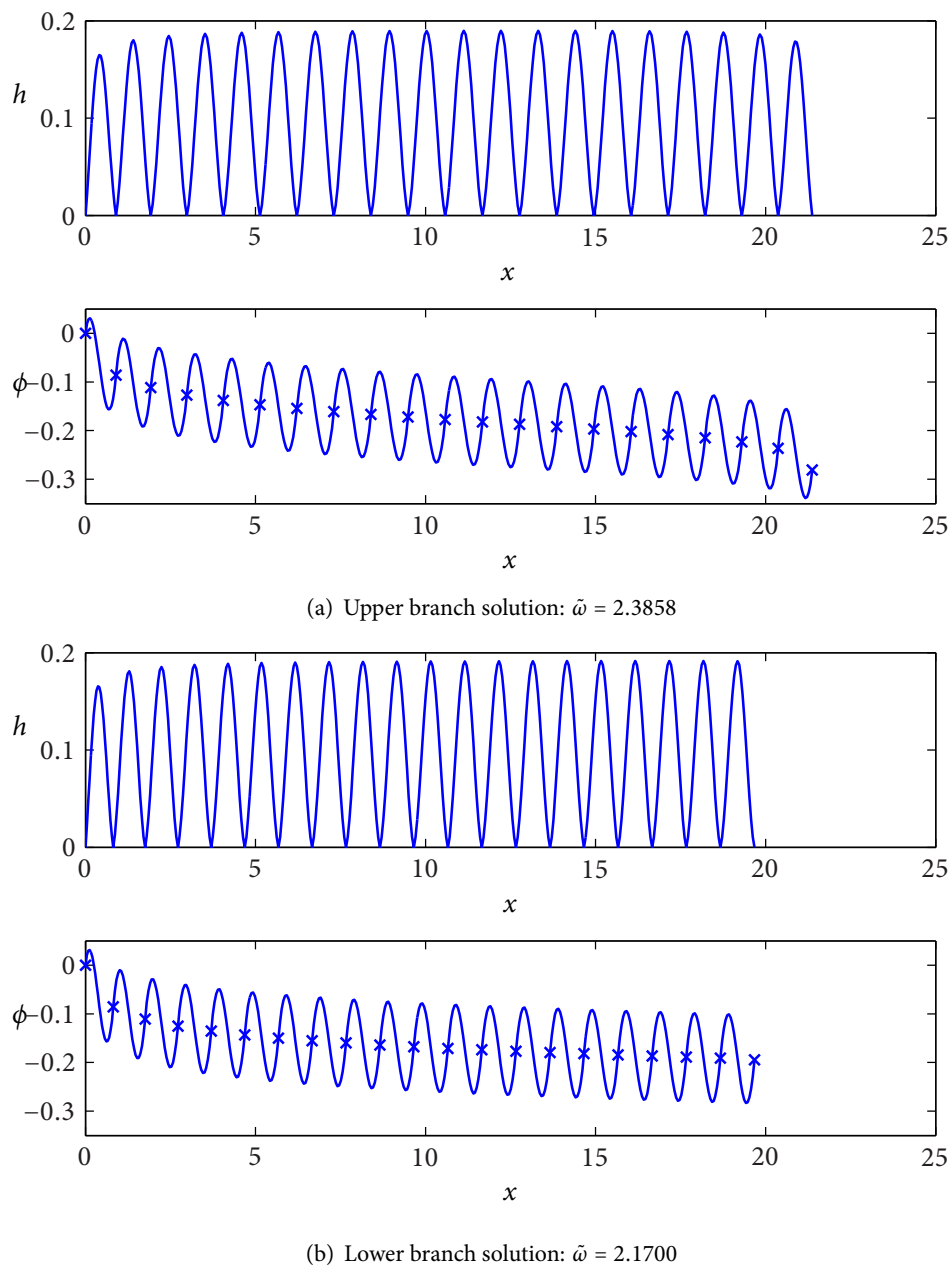 0.2
h
0.1
0
0 5 10 15 20 25
x
0
ϕ −0.1
−0.2
−0.3
0 5 10 15 20 25
x
(a) Upper branch solution: ω̃ = 2.3858
0.2
h
0.1
0
0 5 10 15 20 25
x
0
ϕ −0.1
−0.2
−0.3
0 5 10 15 20 25
x
(b) Lower branch solution: ω̃ = 2.1700